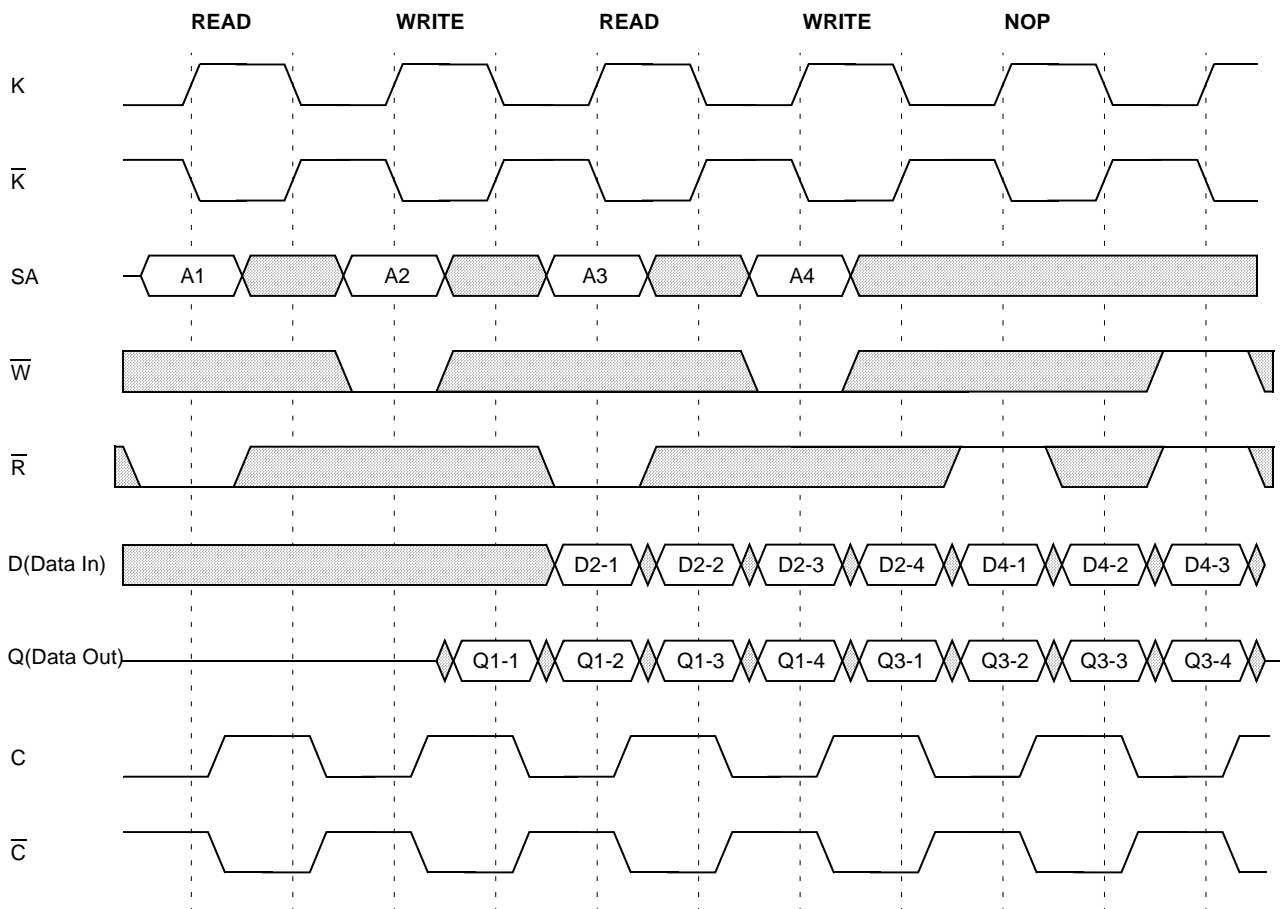 READ WRITE READ WRITE NOP
K
K̅
SA A1 A2 A3 A4
W̅
R̅
D(Data In) D2-1 D2-2 D2-3 D2-4 D4-1 D4-2 D4-3
Q(Data Out) Q1-1 Q1-2 Q1-3 Q1-4 Q3-1 Q3-2 Q3-3 Q3-4
C
C̅